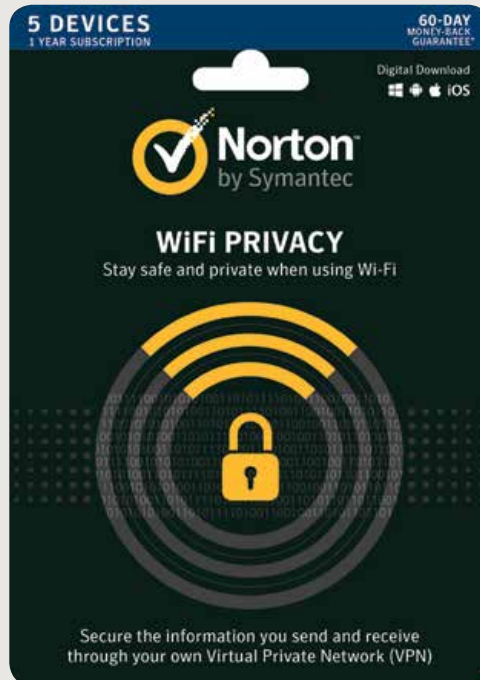 5 DEVICES
1 YEAR SUBSCRIPTION
60-DAY
MONEY-BACK
GUARANTEE*
Digital Download
iOS
Norton™
by Symantec
WiFi PRIVACY
Stay safe and private when using Wi-Fi
Secure the information you send and receive
through your own Virtual Private Network (VPN)